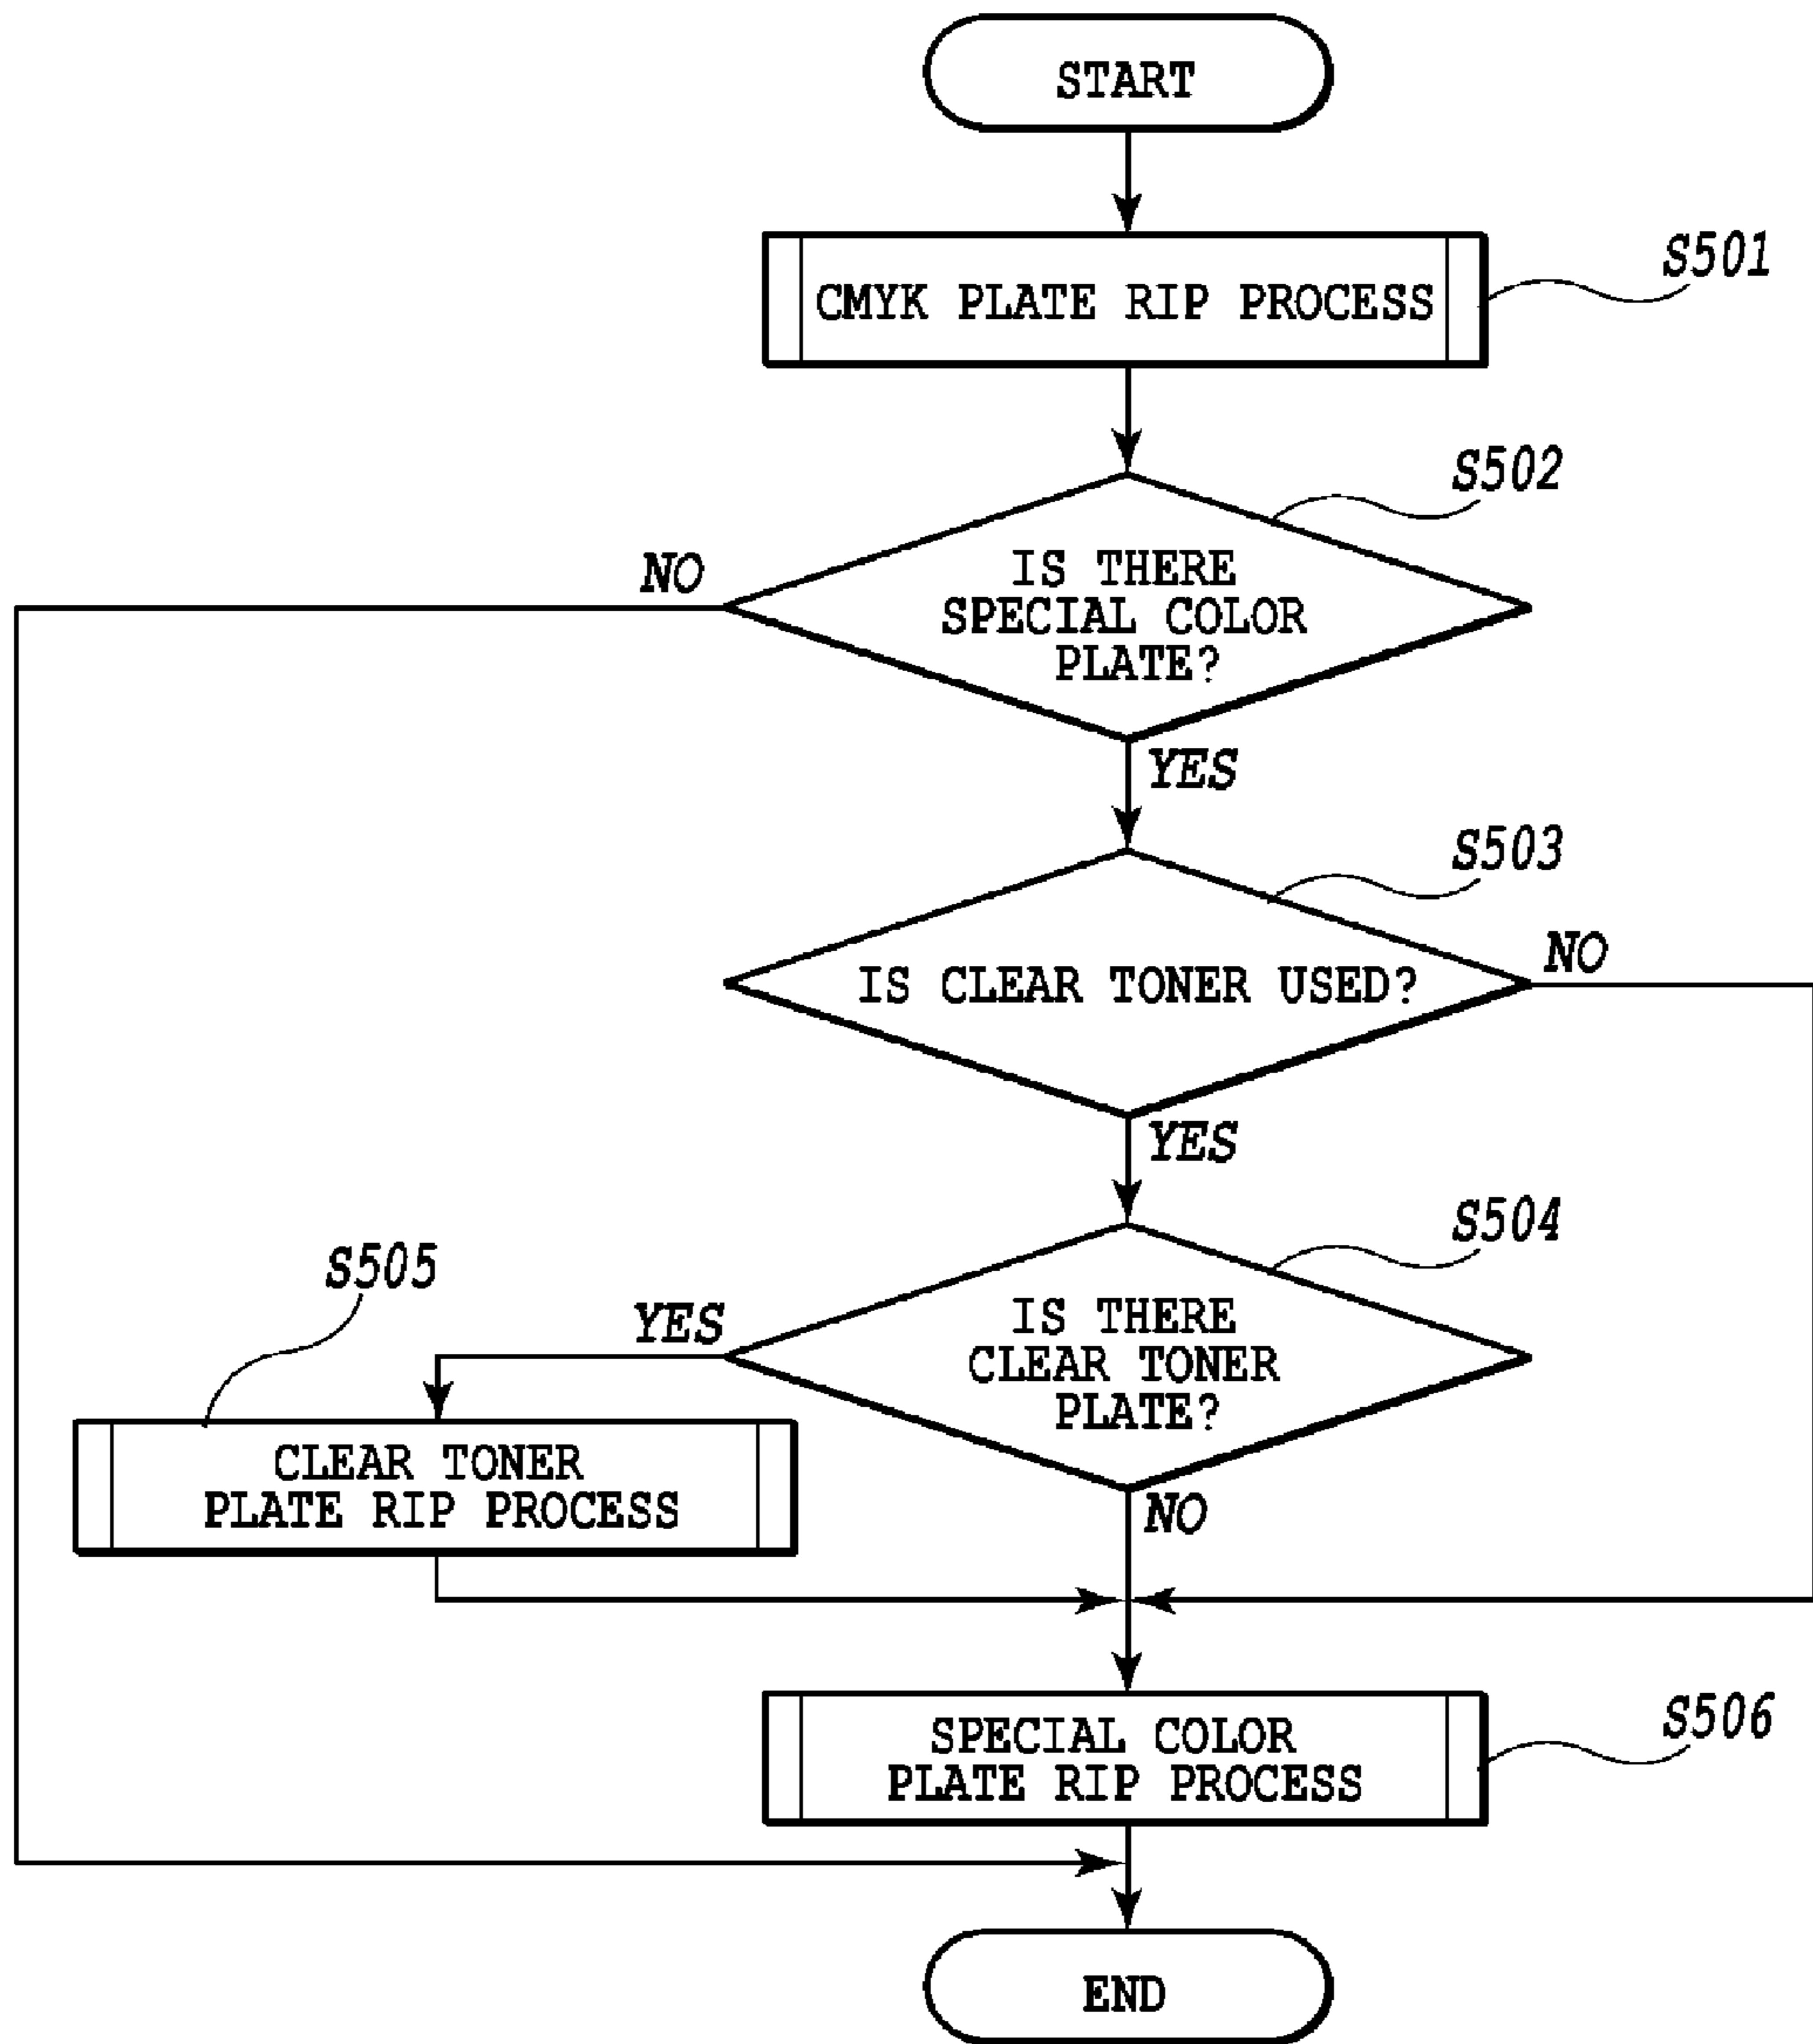 START
CMYK PLATE RIP PROCESS
S501
S502
IS THERE
SPECIAL COLOR
PLATE?
NO
YES
S503
IS CLEAR TONER USED?
NO
YES
S504
IS THERE
CLEAR TONER
PLATE?
YES
NO
S505
CLEAR TONER
PLATE RIP PROCESS
S506
SPECIAL COLOR
PLATE RIP PROCESS
END